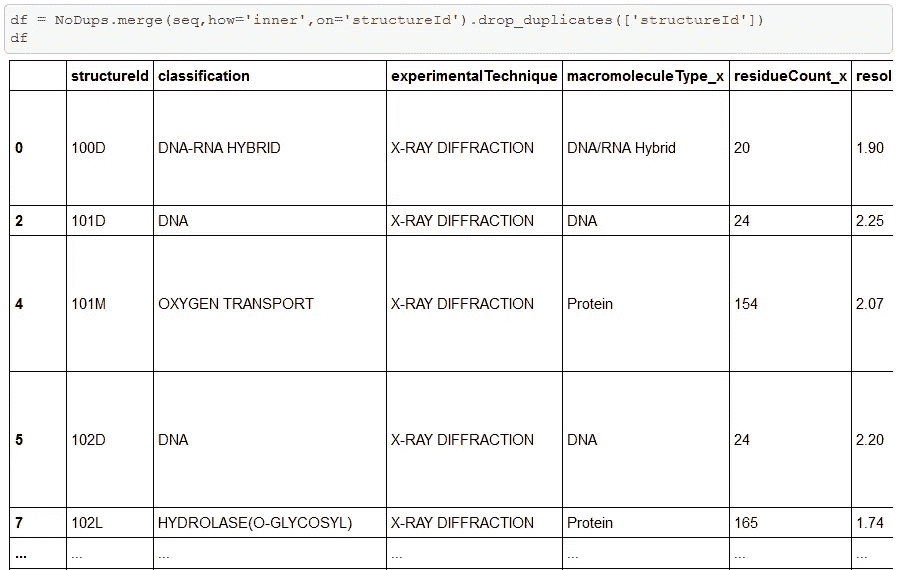 df = NoDups.merge(seq,how='inner',on='structureId').drop_duplicates(['structureId'])
df
structureId classification experimentalTechnique macromoleculeType_x residueCount_x resol
0 100D DNA-RNA HYBRID X-RAY DIFFRACTION DNA/RNA Hybrid 20 1.90
2 101D DNA X-RAY DIFFRACTION DNA 24 2.25
4 101M OXYGEN TRANSPORT X-RAY DIFFRACTION Protein 154 2.07
5 102D DNA X-RAY DIFFRACTION DNA 24 2.20
7 102L HYDROLASE(O-GLYCOSYL) X-RAY DIFFRACTION Protein 165 1.74
... ... ... ... ... ... ...